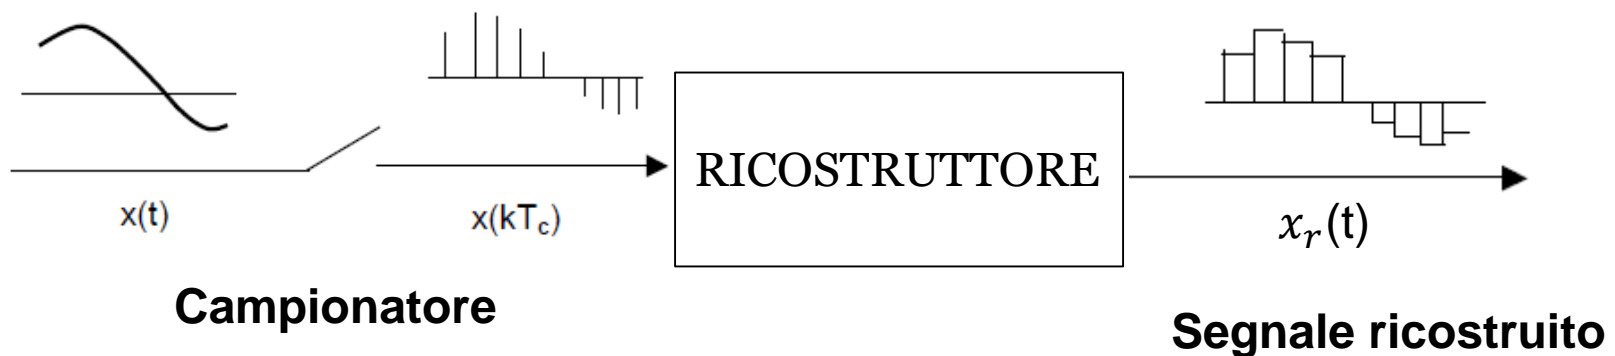 RICOSTRUTTORE
x(t)
x(kT_c)
x_r(t)
Campionatore
Segnale ricostruito